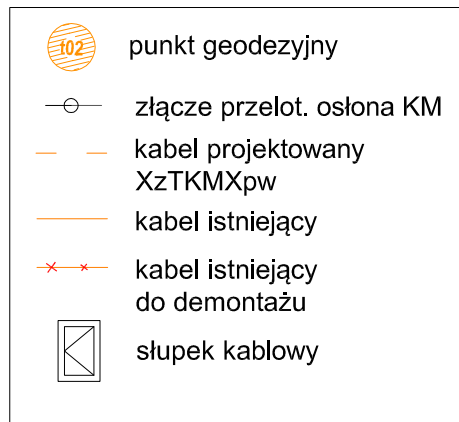 t02 punkt geodezyjny
złącze przelot. osłona KM
kabel projektowany
XzTKMXpw
kabel istniejący
kabel istniejący
do demontażu
słupek kablowy